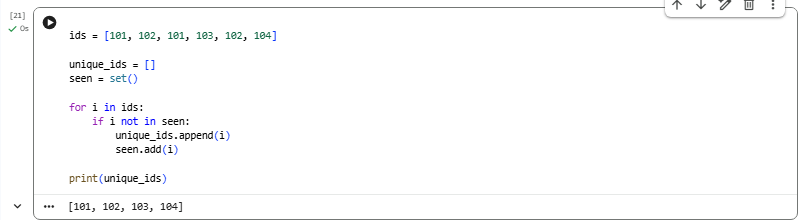 [21]
0s
ids = [101, 102, 101, 103, 102, 104]
unique_ids = []
seen = set()
for i in ids:
    if i not in seen:
        unique_ids.append(i)
        seen.add(i)
print(unique_ids)
[101, 102, 103, 104]